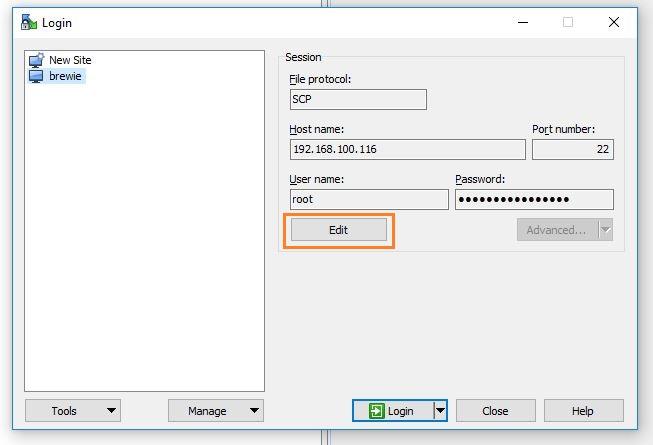 Login
New Site
brewie
Session
File protocol:
SCP
Host name:
Port number:
192.168.100.116
22
User name:
Password:
root
••••••••••••••••
Edit
Advanced...
Tools
Manage
Login
Close
Help